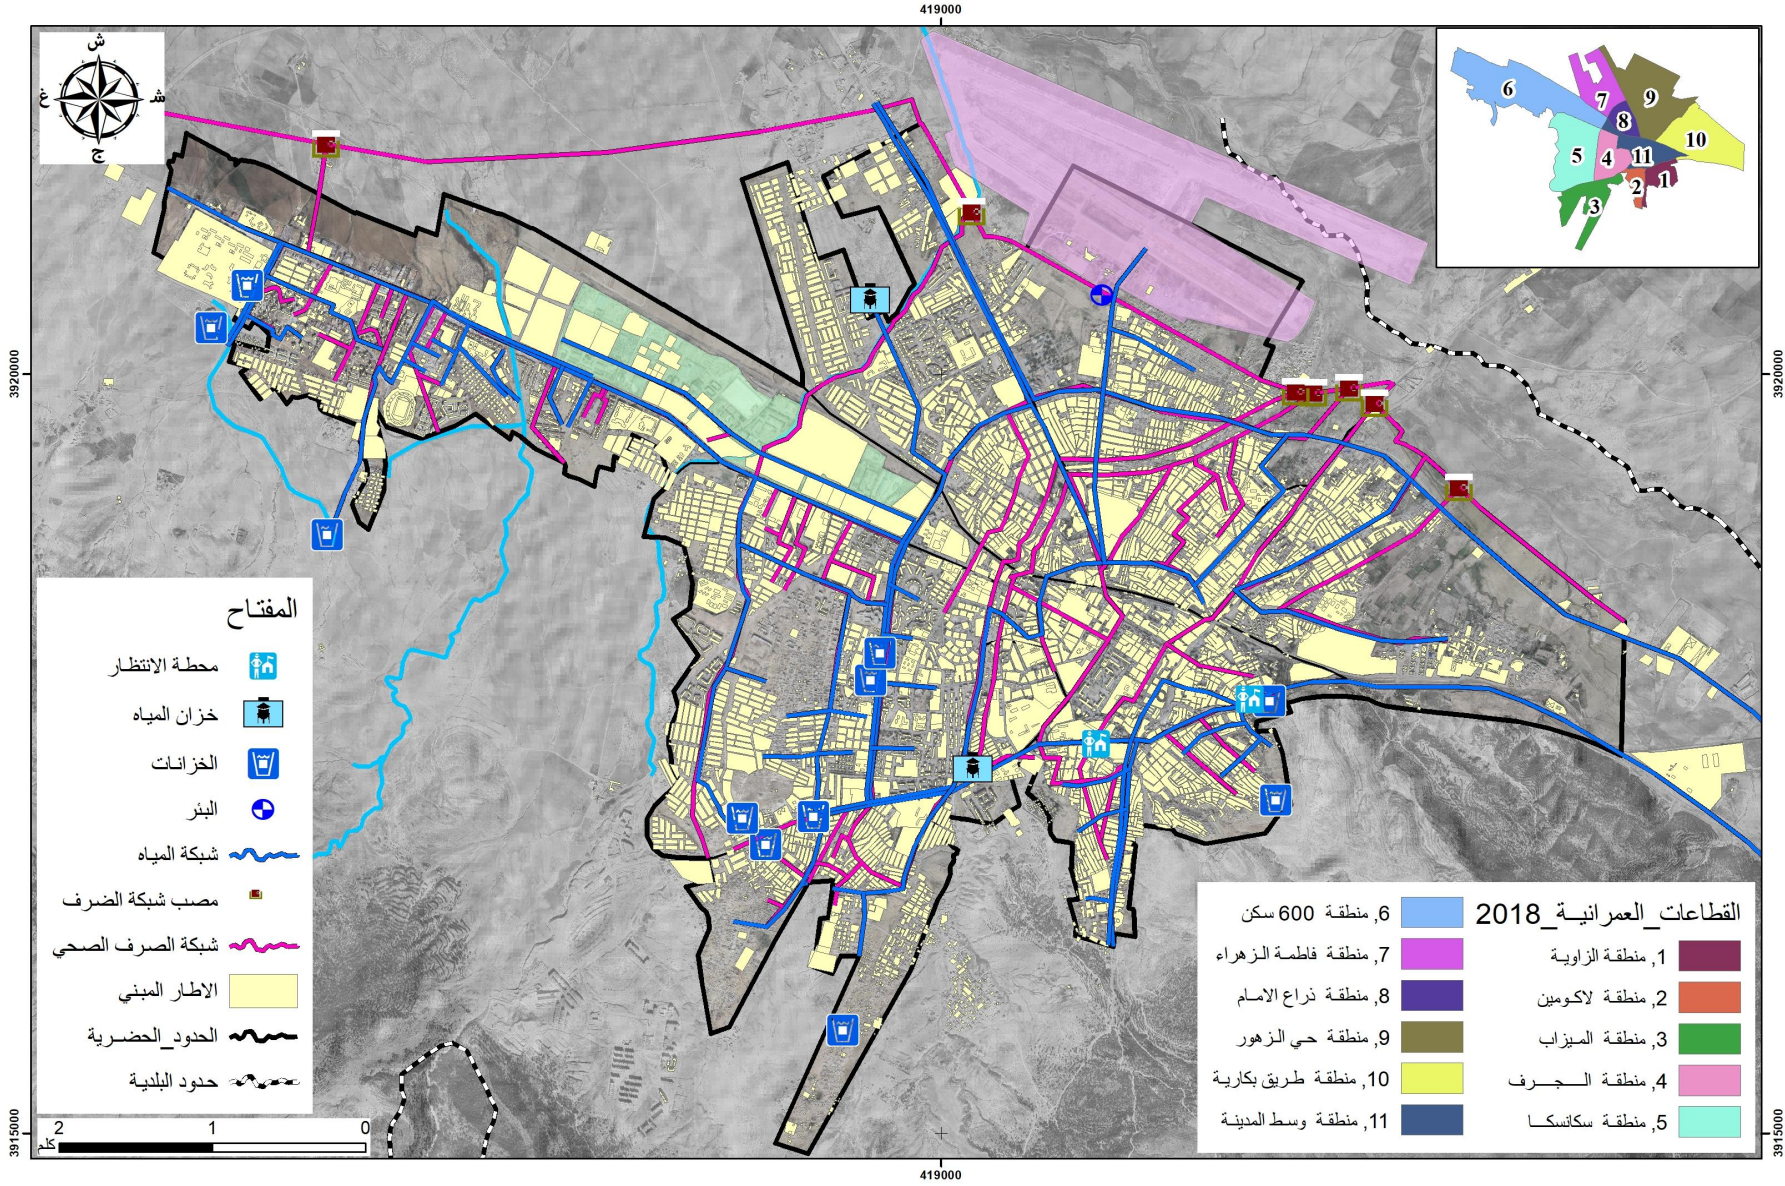 419000
ش
غ
ش
ج
6
7
9
8
10
5
4
11
1
2
3
3920000
3920000
المفتاح
محطة الانتظار
خزان المياه
الخزانات
البئر
شبكة المياه
مصب شبكة الضرف
شبكة الصرف الصحي
الاطار المبني
الحدود_الحضرية
حدود البلدية
2
1
0
كلم
القطاعات_العمرانية_2018
1, منطقة الزاوية
2, منطقة لاكومين
3, منطقة الميزاب
4, منطقة الجرف
5, منطقة سكانسكا
6, منطقة 600 سكن
7, منطقة فاطمة الزهراء
8, منطقة ذراع الامام
9, منطقة حي الزهور
10, منطقة طريق بكارية
11, منطقة وسط المدينة
3915000
3915000
419000